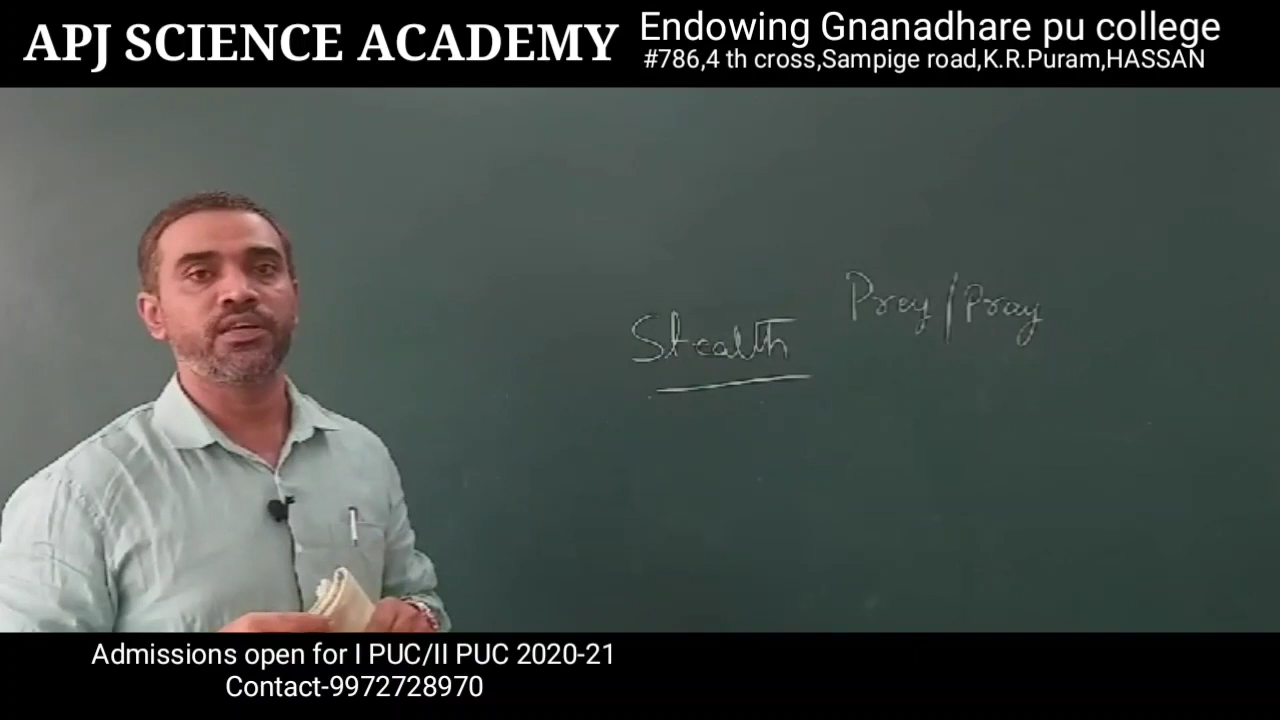 APJ SCIENCE ACADEMY
Endowing Gnanadhare pu college
#786,4 th cross,Sampige road,K.R.Puram,HASSAN
Prey / Pray
Stealth
Admissions open for I PUC/II PUC 2020-21
Contact-9972728970